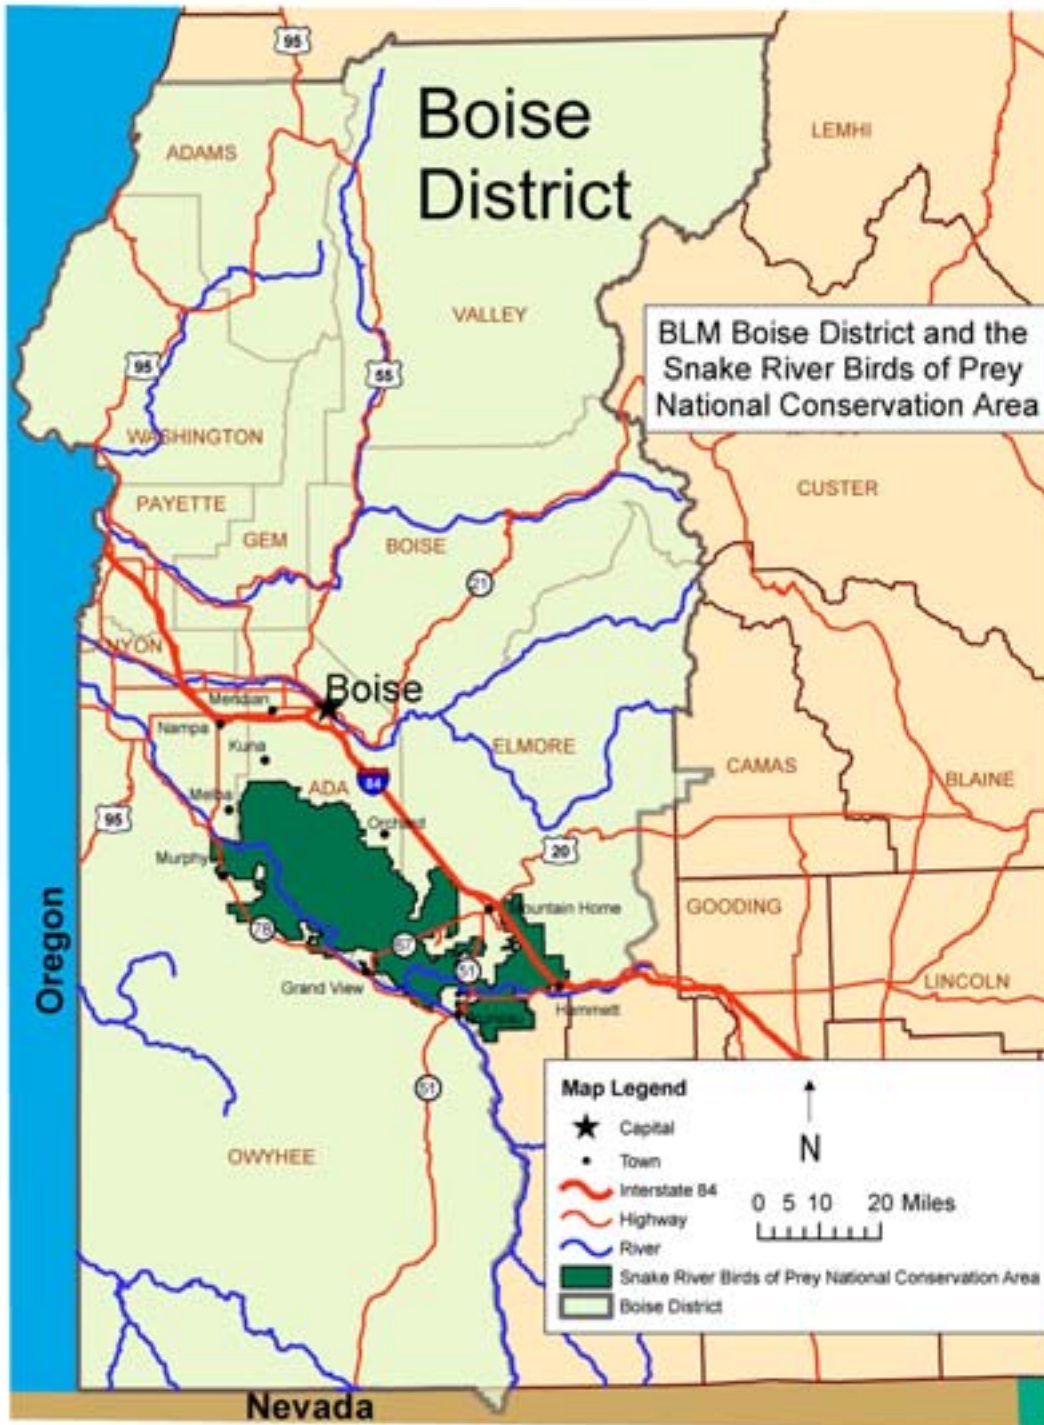 95
Boise
District
LEMHI
ADAMS
VALLEY
BLM Boise District and the
Snake River Birds of Prey
National Conservation Area
95
55
WASHINGTON
CUSTER
PAYETTE
GEM
BOISE
21
Boise
Meridian
Nampa
Kuna
ELMORE
CAMAS
BLAINE
ADA
84
Melba
95
Orchard
20
Murphy
Mountain Home
GOODING
78
67
51
Oregon
Grand View
LINCOLN
Hammett
51
OWYHEE
Map Legend
Capital
Town
Interstate 84
Highway
River
Snake River Birds of Prey National Conservation Area
Boise District
N
0 5 10 20 Miles
Nevada